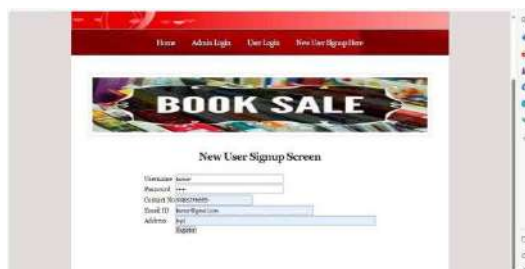 Home Admin Login User Login New User Signup Here
BOOK SALE
New User Signup Screen
Username
Password
Contact No
Email ID
Address
Register